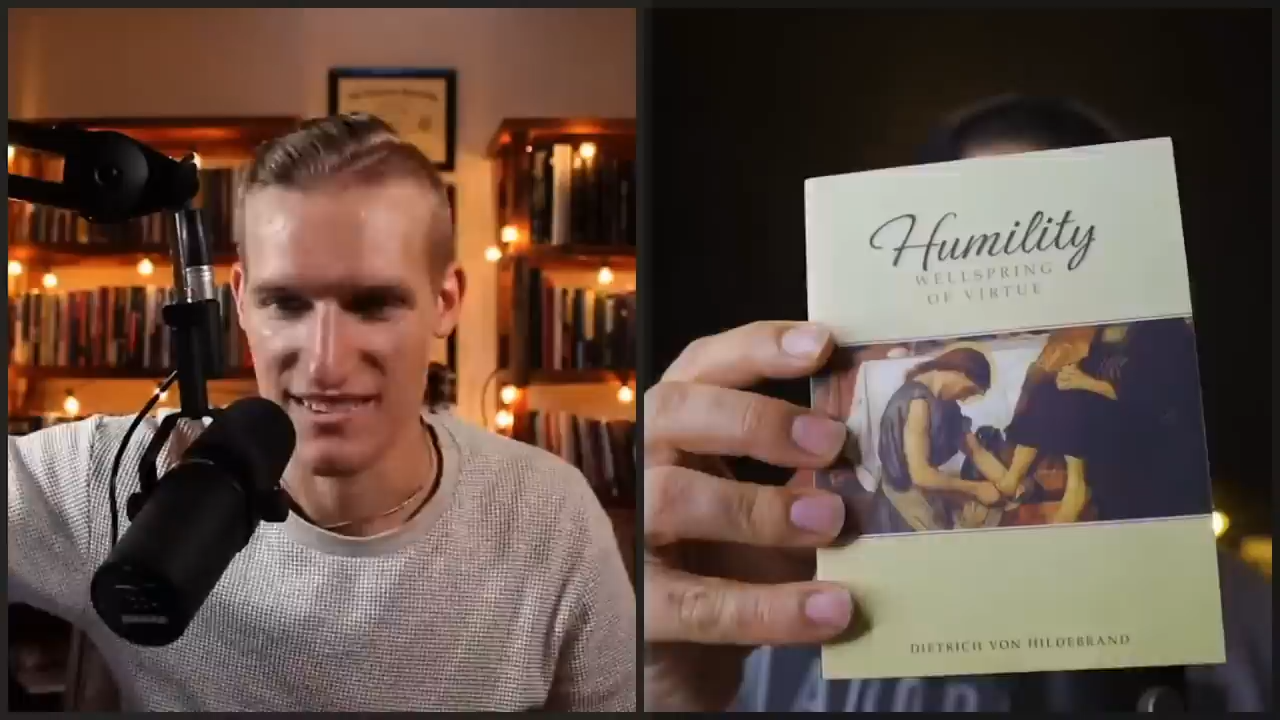 Humility
WELLSPRING
OF VIRTUE
DIETRICH VON HILDEBRAND